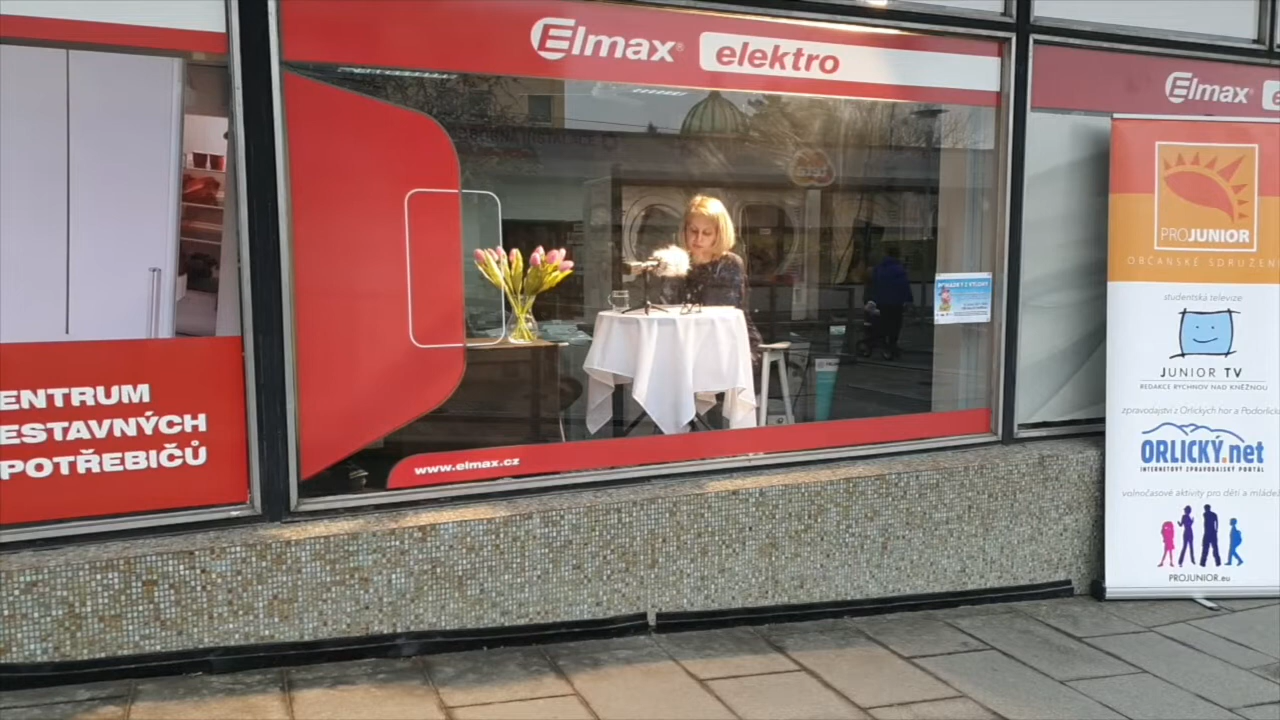 Elmax® elektro
Elmax®
ENTRUM
ESTAVNÝCH
POTŘEBIČŮ
www.elmax.cz
PROJUNIOR
OBČANSKÉ SDRUŽENÍ
studentská televize
JUNIOR TV
REDAKCE RYCHNOV NAD KNĚŽNOU
zpravodajství z Orlických hor a Podorlicka
ORLICKÝ.net
INTERNETOVÝ ZPRAVODAJSKÝ PORTÁL
volnočasové aktivity pro děti a mládež
PROJUNIOR.eu